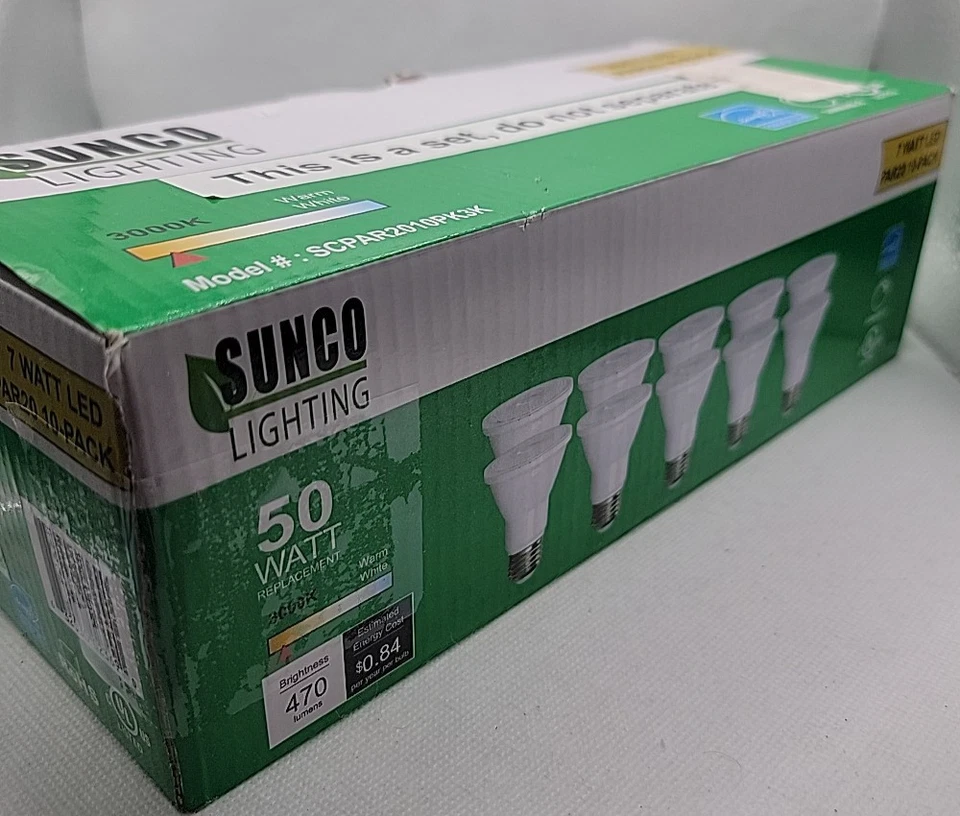 SUNCO
LIGHTING
This is a set, do not separate
3000K
Warm
White
Model # : SCPAR2010PK3K
7 WATT LED
PAR20 10-PACK
7 WATT LED
PAR20 10-PACK
SUNCO
LIGHTING
50
WATT
REPLACEMENT
Warm
White
3000K
Brightness
470
lumens
Estimated
Energy Cost
$0.84
per year per bulb
UL